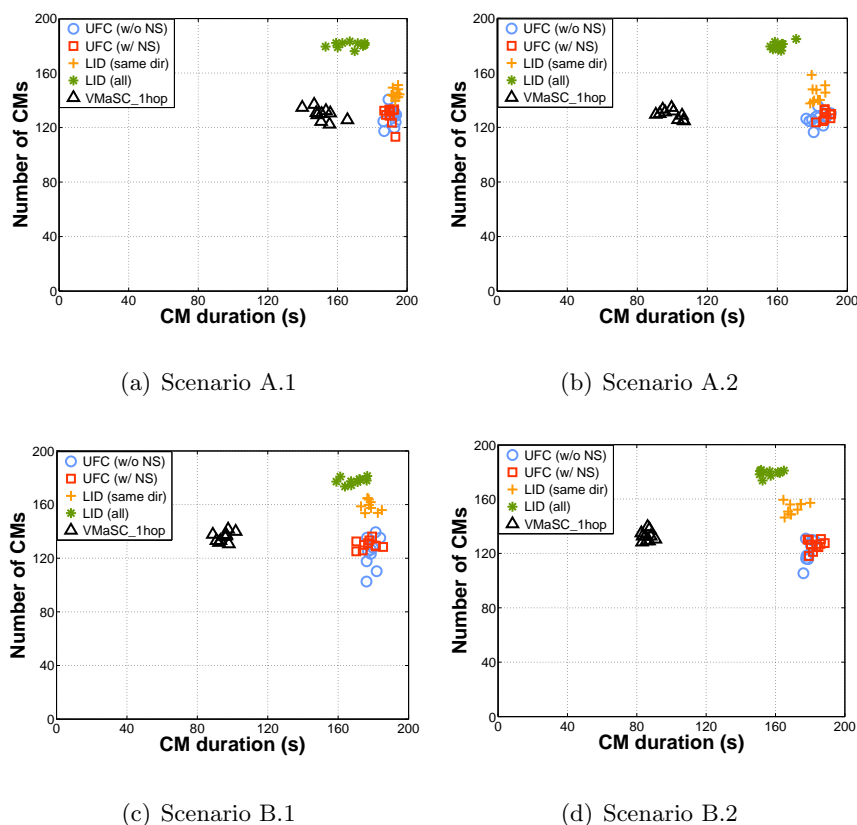 200
160
120
80
40
0
Number of CMs
UFC (w/o NS)
UFC (w/ NS)
LID (same dir)
LID (all)
VMaSC_1hop
0 40 80 120 160 200
CM duration (s)
(a) Scenario A.1
200
160
120
80
40
0
Number of CMs
UFC (w/o NS)
UFC (w/ NS)
LID (same dir)
LID (all)
VMaSC_1hop
0 40 80 120 160 200
CM duration (s)
(b) Scenario A.2
200
160
120
80
40
0
Number of CMs
UFC (w/o NS)
UFC (w/ NS)
LID (same dir)
LID (all)
VMaSC_1hop
0 40 80 120 160 200
CM duration (s)
(c) Scenario B.1
200
160
120
80
40
0
Number of CMs
UFC (w/o NS)
UFC (w/ NS)
LID (same dir)
LID (all)
VMaSC_1hop
0 40 80 120 160 200
CM duration (s)
(d) Scenario B.2